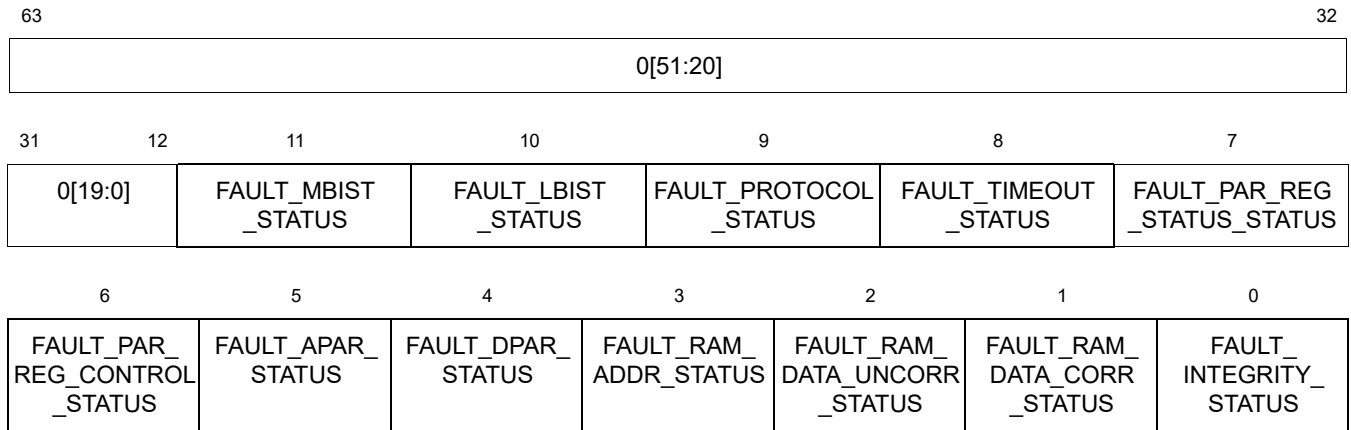 63 32
0[51:20]
31 12 11 10 9 8 7
0[19:0] FAULT_MBIST FAULT_LBIST FAULT_PROTOCOL FAULT_TIMEOUT FAULT_PAR_REG
_STATUS _STATUS _STATUS _STATUS _STATUS_STATUS
6 5 4 3 2 1 0
FAULT_PAR_ FAULT_APAR_ FAULT_DPAR_ FAULT_RAM_ FAULT_RAM_ FAULT_RAM_ FAULT_
REG_CONTROL STATUS STATUS ADDR_STATUS DATA_UNCORR DATA_CORR INTEGRITY_
_STATUS _STATUS _STATUS STATUS